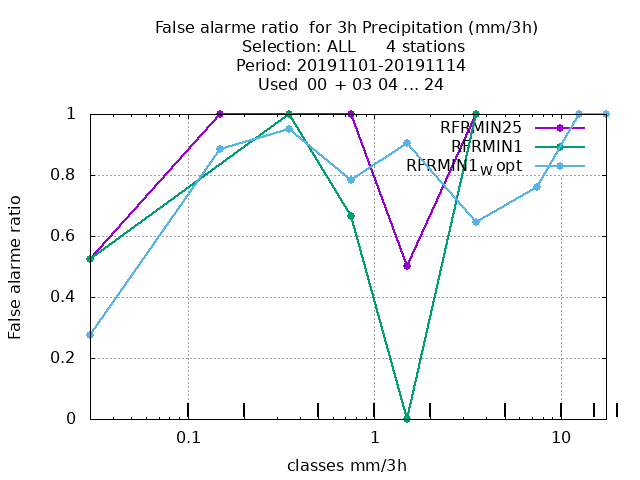 False alarme ratio  for 3h Precipitation (mm/3h)
Selection: ALL      4 stations
Period: 20191101-20191114
Used  00  + 03 04 ... 24
RFRMIN25
RFRMIN1
RFRMIN1w opt
1
0.8
0.6
0.4
0.2
0
False alarme ratio
0.1 1 10
classes mm/3h